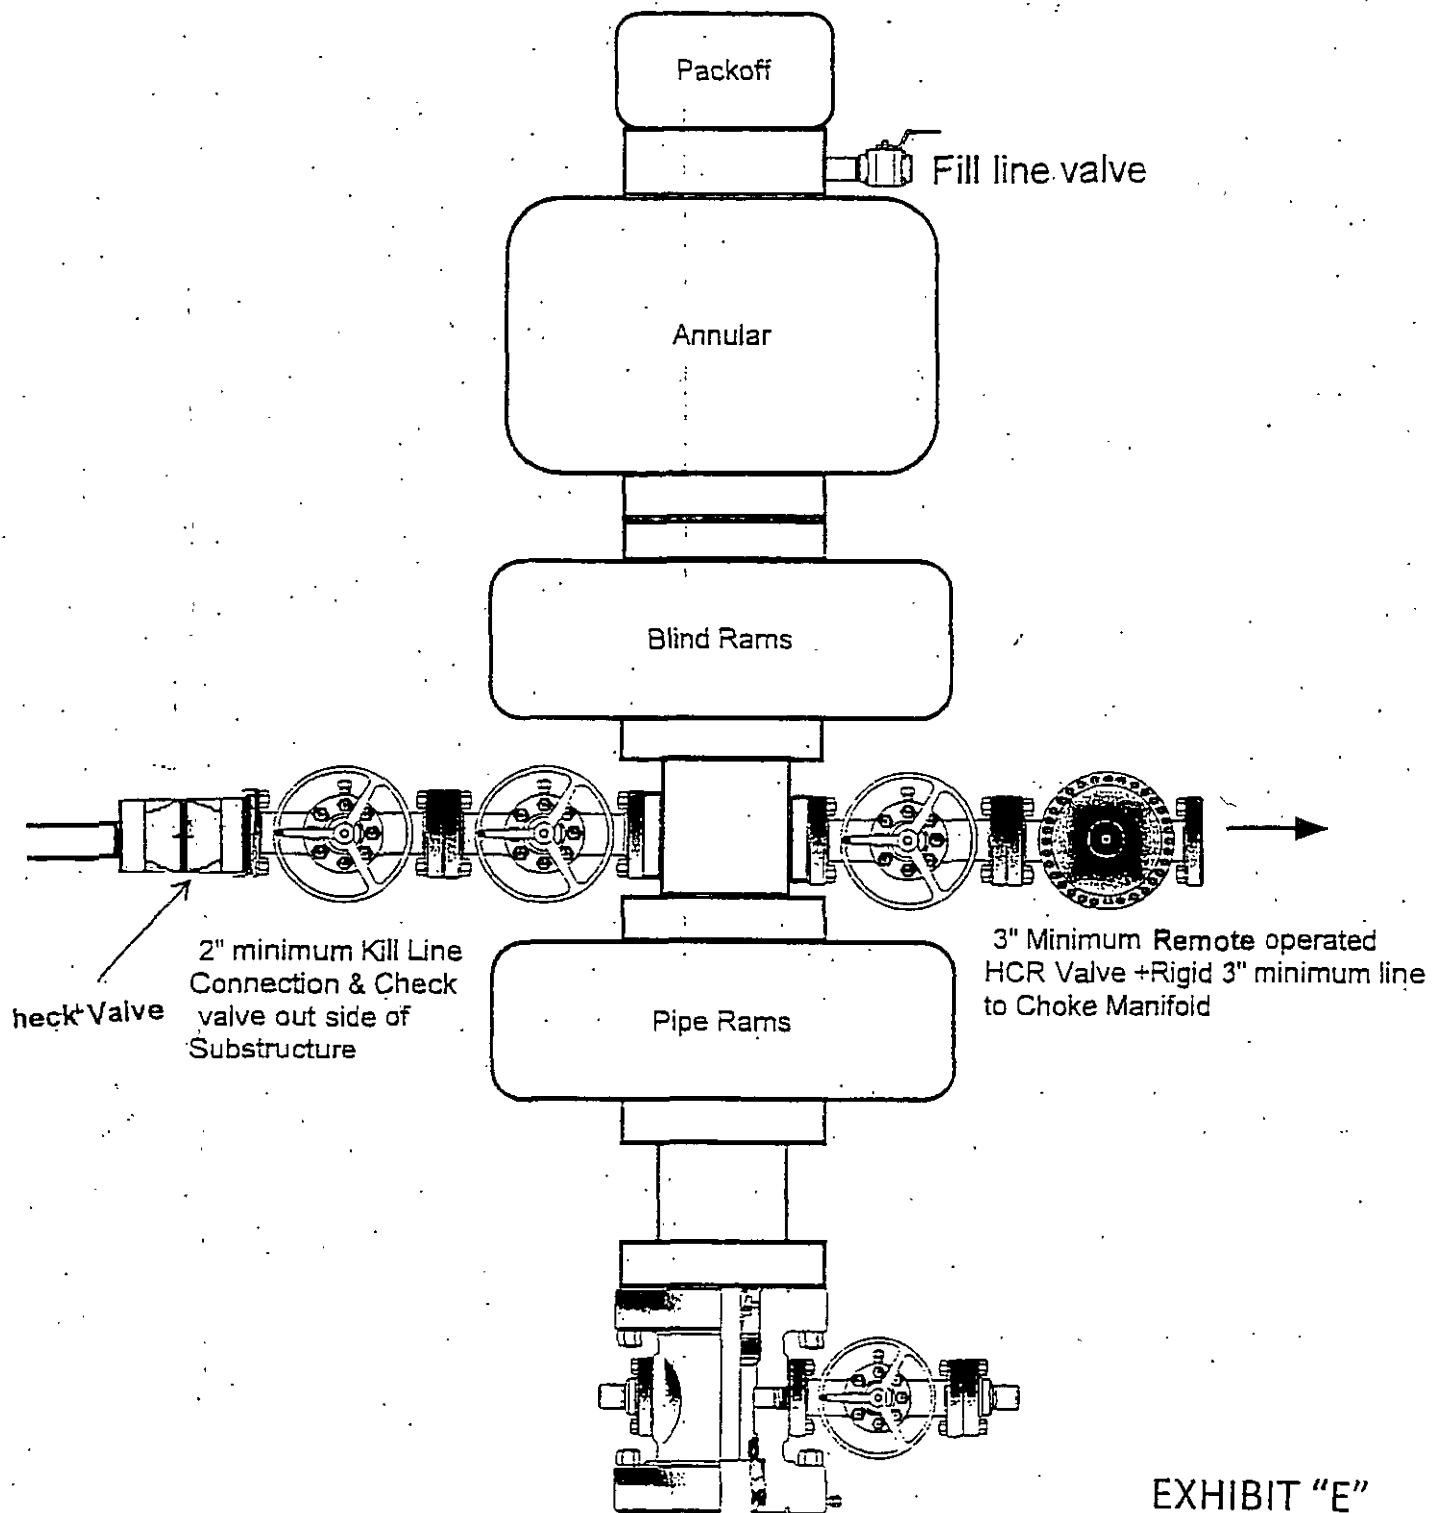 Packoff
Fill line valve
Annular
Blind Rams
2" minimum Kill Line
Connection & Check
valve out side of
Substructure
heck Valve
3" Minimum Remote operated
HCR Valve +Rigid 3" minimum line
to Choke Manifold
Pipe Rams
EXHIBIT "E"